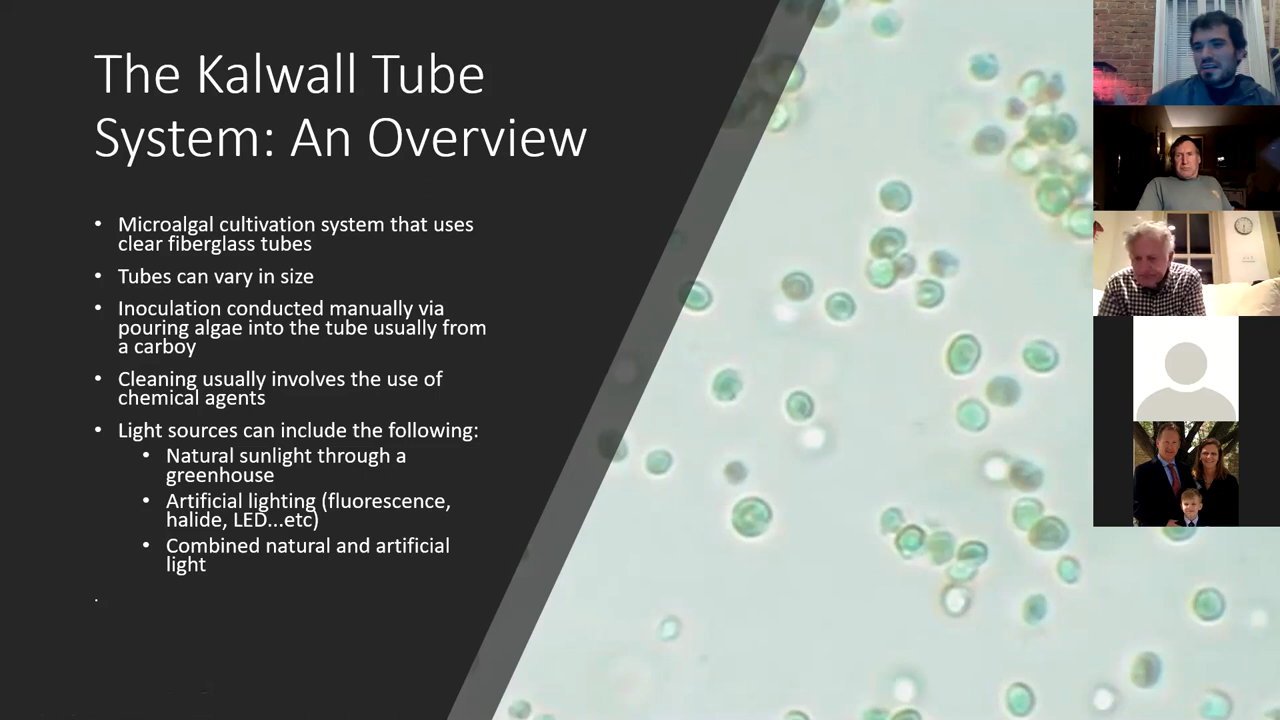 The Kalwall Tube
System: An Overview
• Microalgal cultivation system that uses
clear fiberglass tubes
• Tubes can vary in size
• Inoculation conducted manually via
pouring algae into the tube usually from
a carboy
• Cleaning usually involves the use of
chemical agents
• Light sources can include the following:
• Natural sunlight through a
greenhouse
• Artificial lighting (fluorescence,
halide, LED...etc)
• Combined natural and artificial
light
.